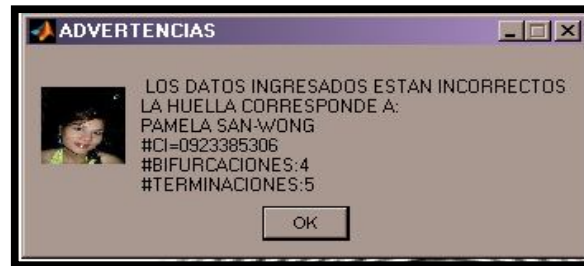 ADVERTENCIAS
LOS DATOS INGRESADOS ESTAN INCORRECTOS
LA HUELLA CORRESPONDE A:
PAMELA SAN-WONG
#CI=0923385306
#BIFURCACIONES:4
#TERMINACIONES:5
OK